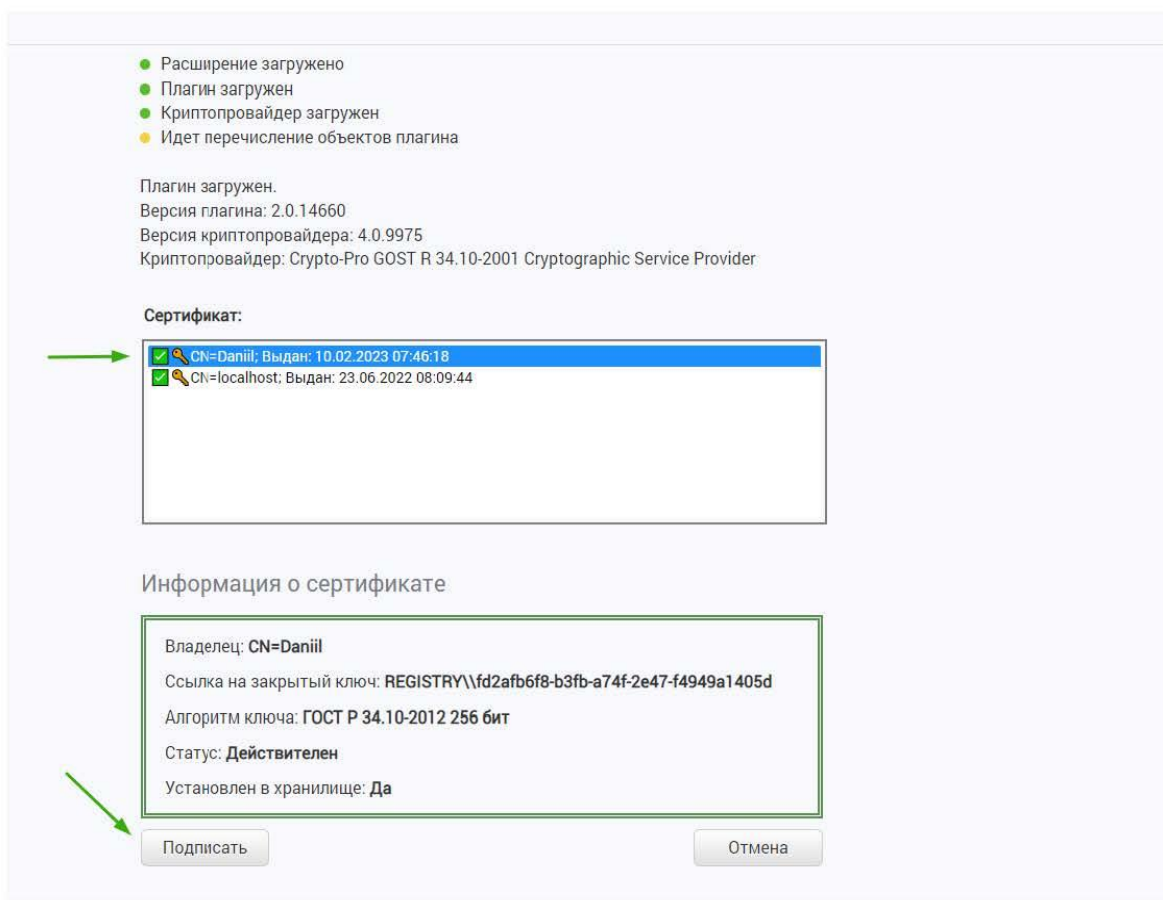 Расширение загружено
Плагин загружен
Криптопровайдер загружен
Идет перечисление объектов плагина
Плагин загружен.
Версия плагина: 2.0.14660
Версия криптопровайдера: 4.0.9975
Криптопровайдер: Crypto-Pro GOST R 34.10-2001 Cryptographic Service Provider
Сертификат:
CN=Daniil; Выдан: 10.02.2023 07:46:18
CN=localhost; Выдан: 23.06.2022 08:09:44
Информация о сертификате
Владелец: CN=Daniil
Ссылка на закрытый ключ: REGISTRY\\fd2afb6f8-b3fb-a74f-2e47-f4949a1405d
Алгоритм ключа: ГОСТ Р 34.10-2012 256 бит
Статус: Действителен
Установлен в хранилище: Да
Подписать Отмена